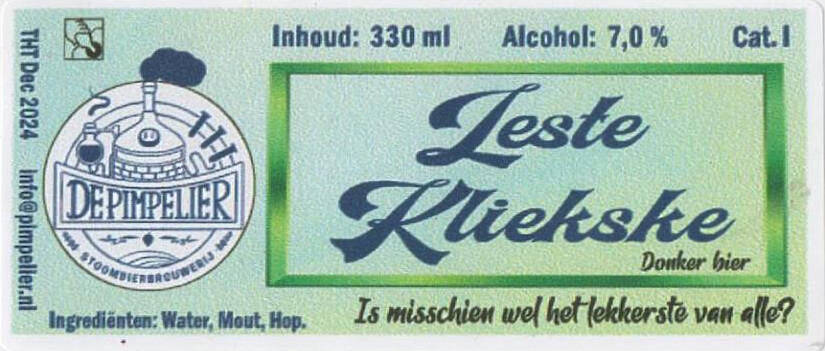 Inhoud: 330 ml Alcohol: 7,0 % Cat. I
THT Dec 2024 info@pimpelier.nl
DE PIMPELIER
STOOMBIERBROUWERIJ
Leste
Kliekske
Donker bier
Is misschien wel het lekkerste van alle?
Ingrediënten: Water, Mout, Hop.